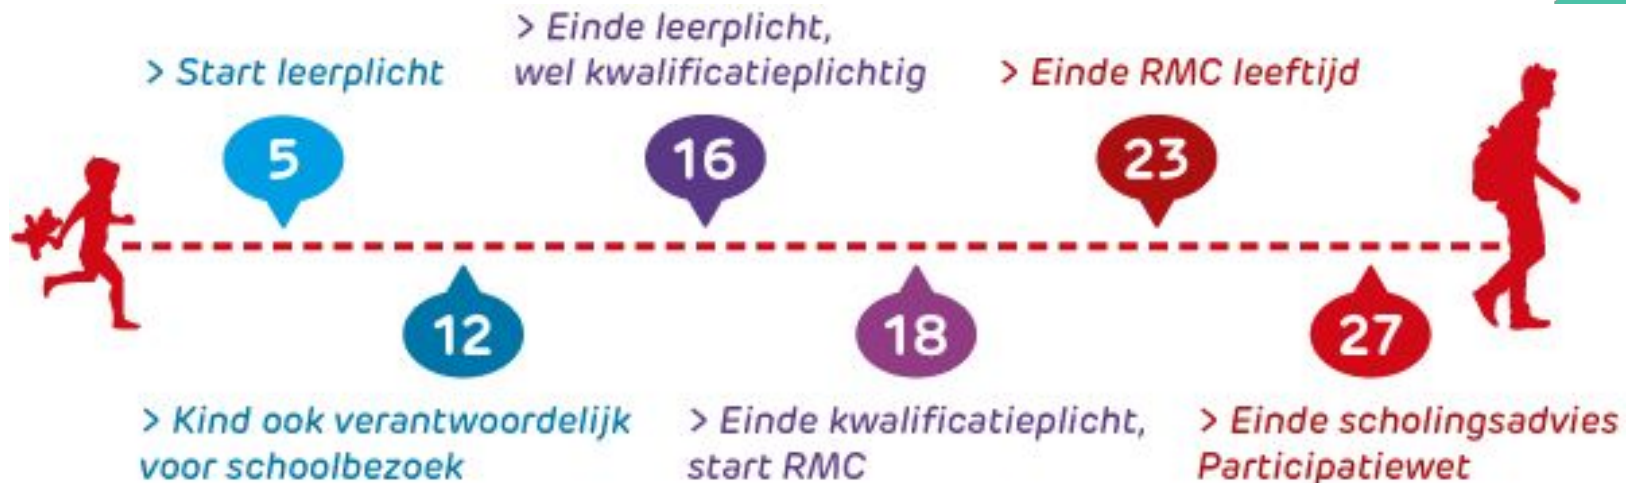 > Start leerplicht
5
> Einde leerplicht,
wel kwalificatieplichtig
16
> Einde RMC leeftijd
23
12
> Kind ook verantwoordelijk
voor schoolbezoek
18
> Einde kwalificatieplicht,
start RMC
27
> Einde scholingsadvies
Participatiewet